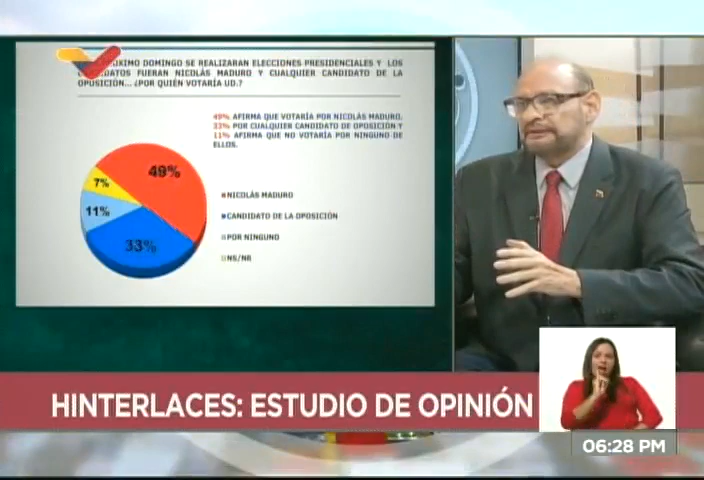 XIMO DOMINGO SE REALIZARAN ELECCIONES PRESIDENCIALES Y LOS
DATOS FUERAN NICOLÁS MADURO Y CUALQUIER CANDIDATO DE LA
OPOSICIÓN... ¿POR QUIÉN VOTARÍA UD.?
49% AFIRMA QUE VOTARÍA POR NICOLÁS MADURO,
33% POR CUALQUIER CANDIDATO DE OPOSICIÓN Y
11% AFIRMA QUE NO VOTARÍA POR NINGUNO DE
ELLOS.
49%
7%
11%
33%
NICOLÁS MADURO
CANDIDATO DE LA OPOSICIÓN
POR NINGUNO
NS/NR
HINTERLACES: ESTUDIO DE OPINIÓN
06:28 PM